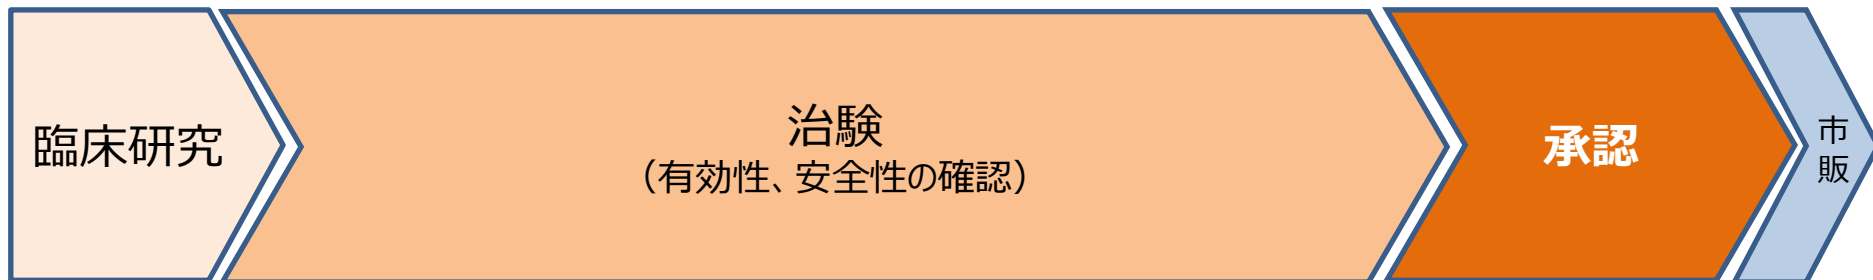 臨床研究
治験
（有効性、安全性の確認）
承認
市
販